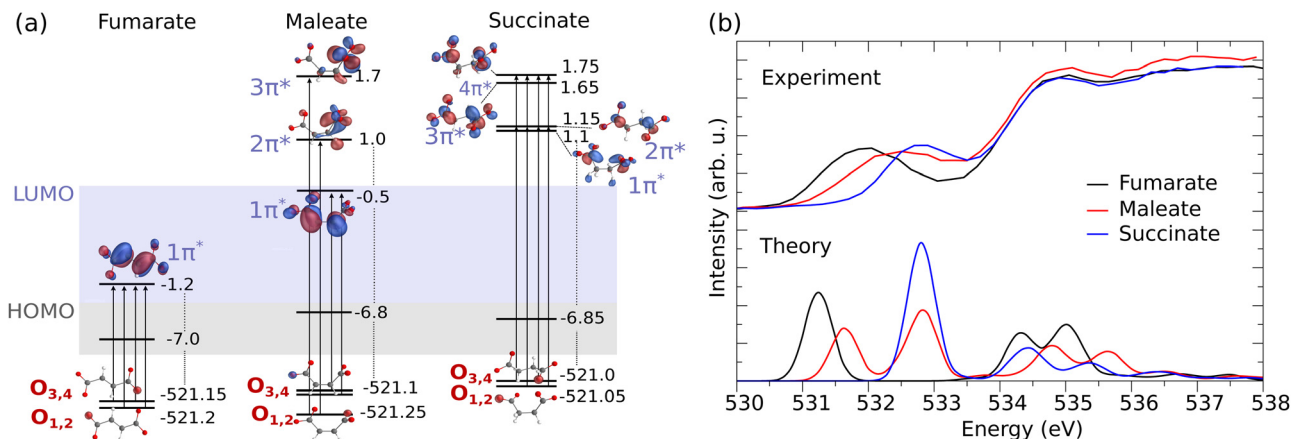 (a)
Fumarate
Maleate
Succinate
3π*
1.7
2π*
1.0
4π*
1.75
1.65
3π*
1.15
1.1
2π*
1π*
LUMO
1π*
-0.5
1π*
-1.2
HOMO
-7.0
-6.8
-6.85
O3,4
-521.15
O1,2
-521.2
O3,4
-521.1
O1,2
-521.25
O3,4
-521.0
O1,2
-521.05
(b)
Experiment
Fumarate
Maleate
Succinate
Theory
Intensity (arb. u.)
530 531 532 533 534 535 536 537 538
Energy (eV)